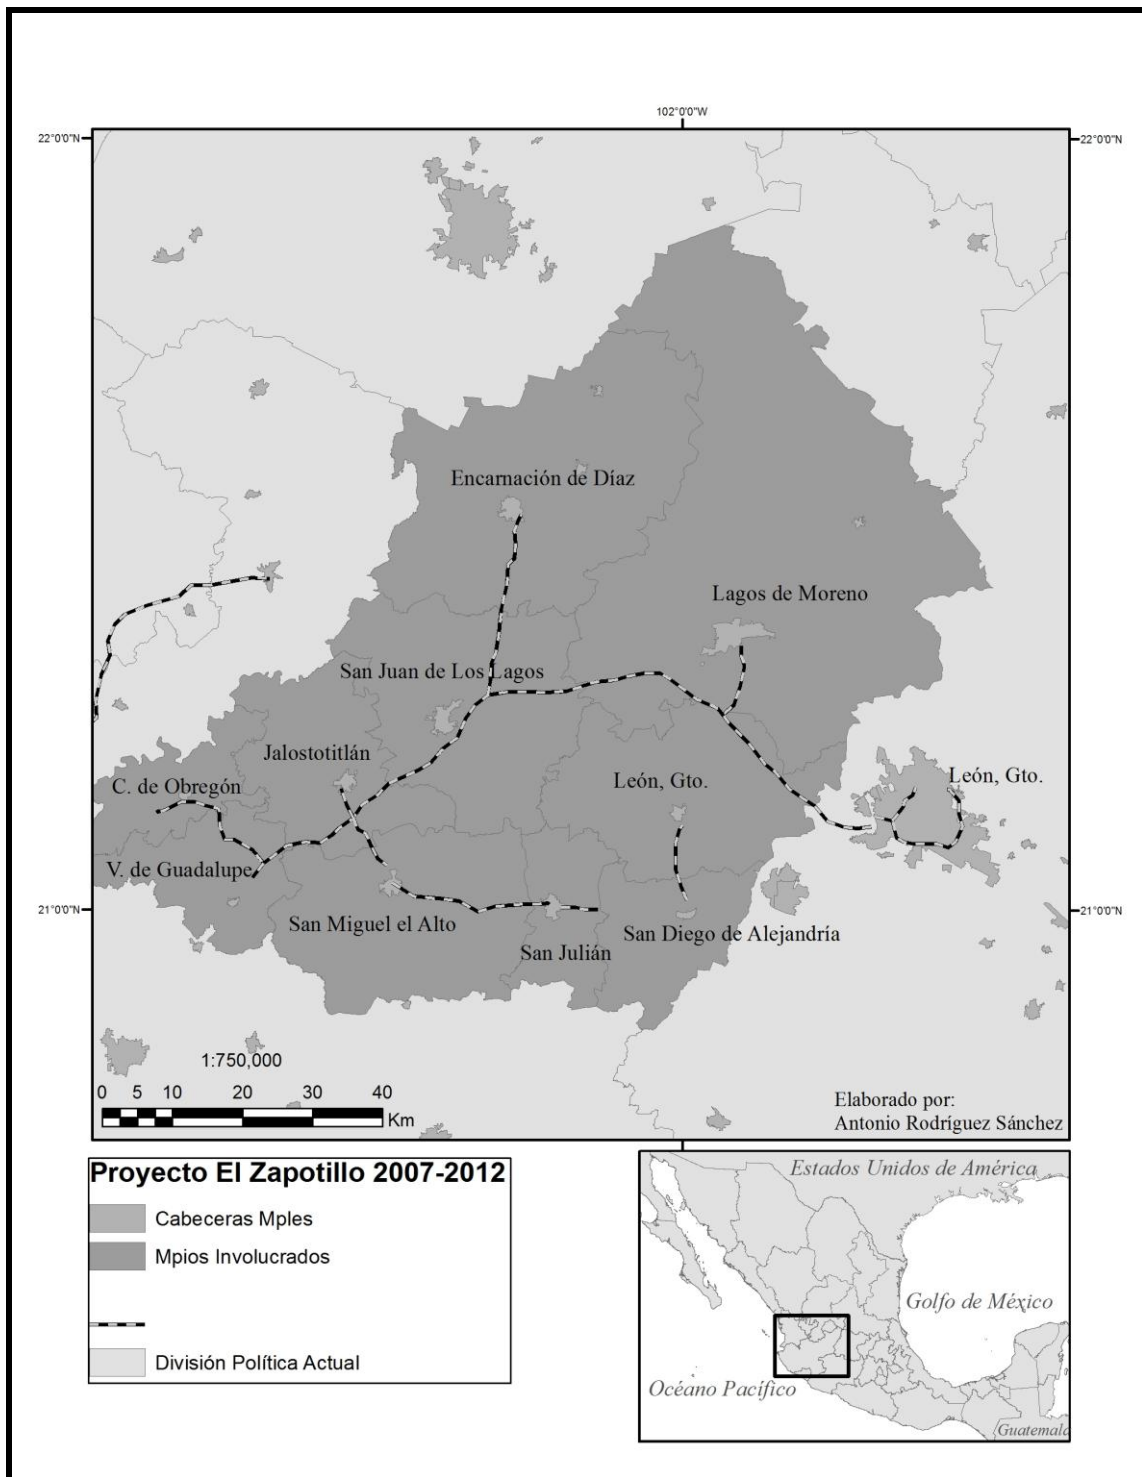 102°0'0"W
22°0'0"N
22°0'0"N
Encarnación de Díaz
Lagos de Moreno
San Juan de Los Lagos
Jalostotitlán
C. de Obregón
León, Gto.
León, Gto.
V. de Guadalupe
21°0'0"N
21°0'0"N
San Miguel el Alto
San Diego de Alejandría
San Julián
1:750,000
0 5 10 20 30 40
Km
Elaborado por:
Antonio Rodríguez Sánchez
Proyecto El Zapotillo 2007-2012
Cabeceras Mples
Mpios Involucrados
División Política Actual
Estados Unidos de América
Golfo de México
Océano Pacífico
Guatemala